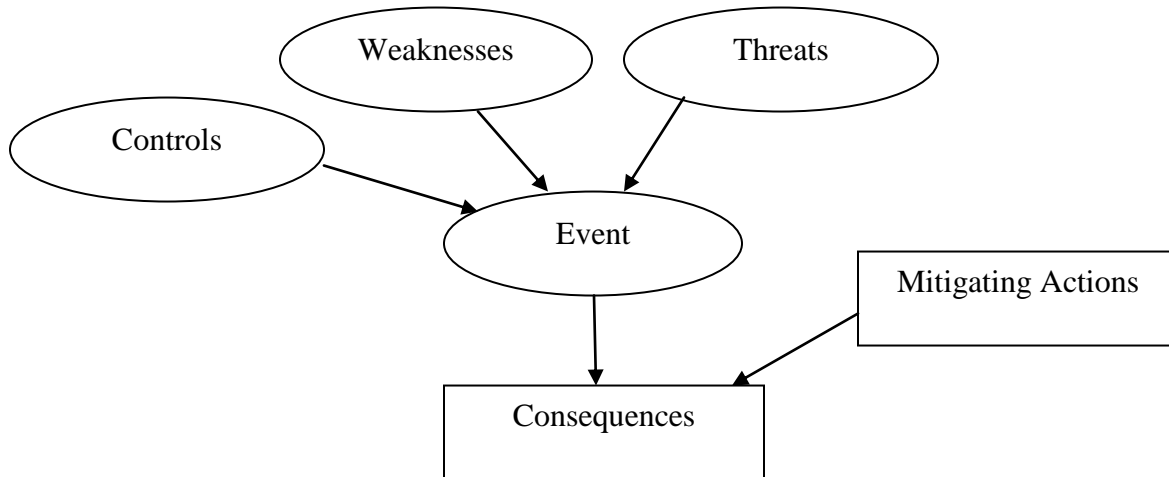 Weaknesses
Threats
Controls
Event
Mitigating Actions
Consequences